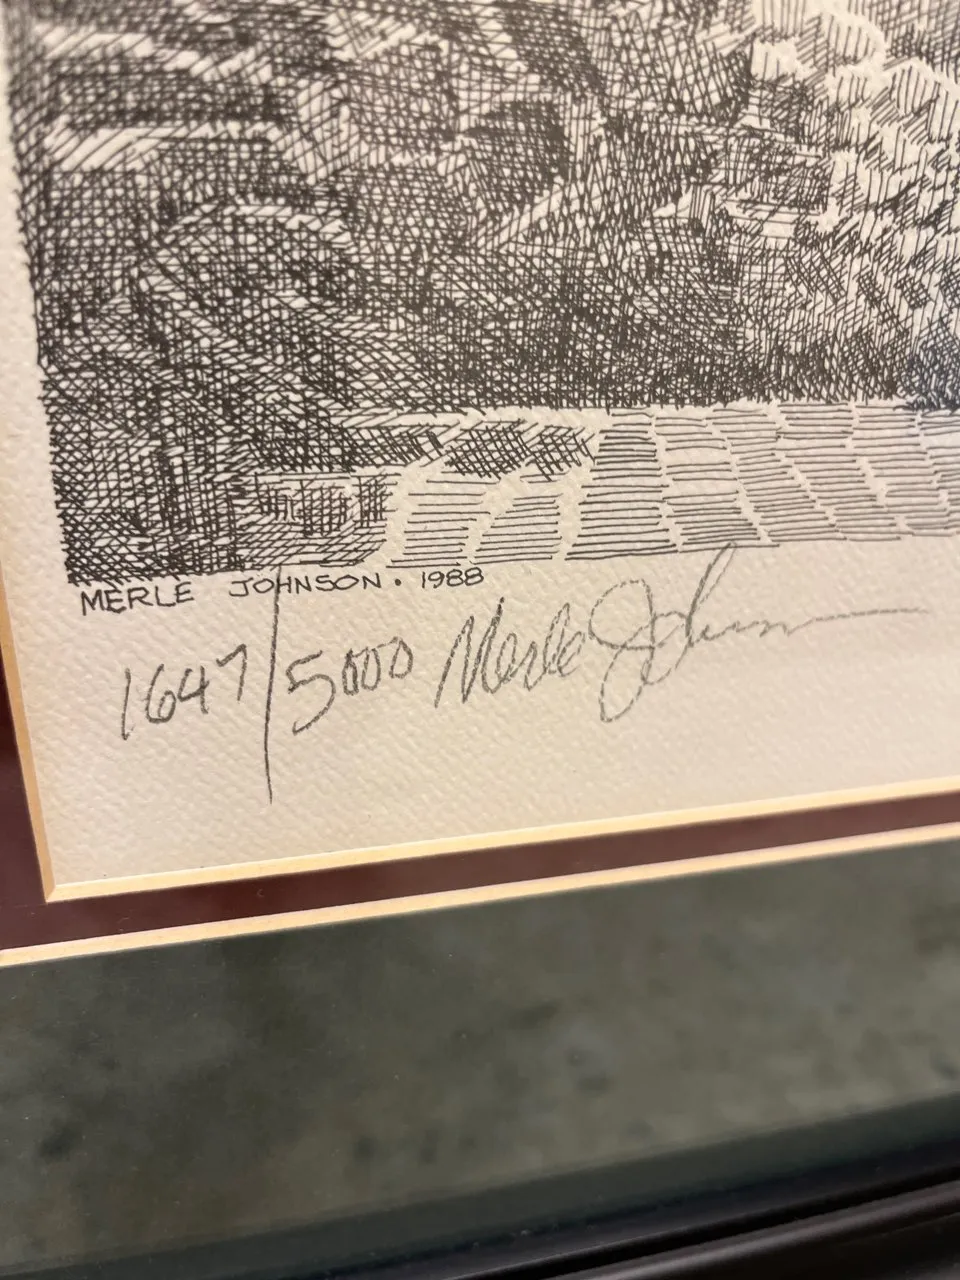 MERLE JOHNSON • 1988
1647/5000 Merle Johnson